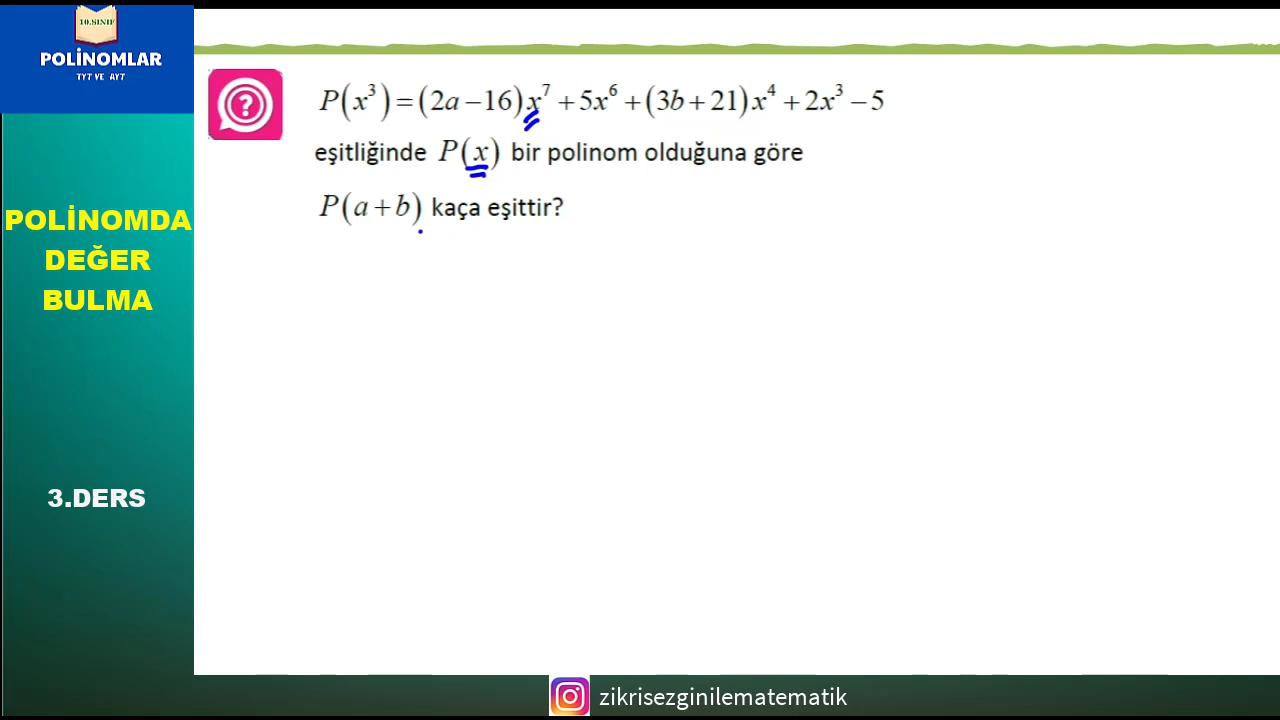 10.SINIF
POLİNOMLAR
TYT VE AYT
POLİNOMDA
DEĞER
BULMA
3.DERS
P(x³) = (2a − 16)x⁷ + 5x⁶ + (3b + 21)x⁴ + 2x³ − 5
eşitliğinde P(x) bir polinom olduğuna göre
P(a + b) kaça eşittir?
zikrisezginilematematik